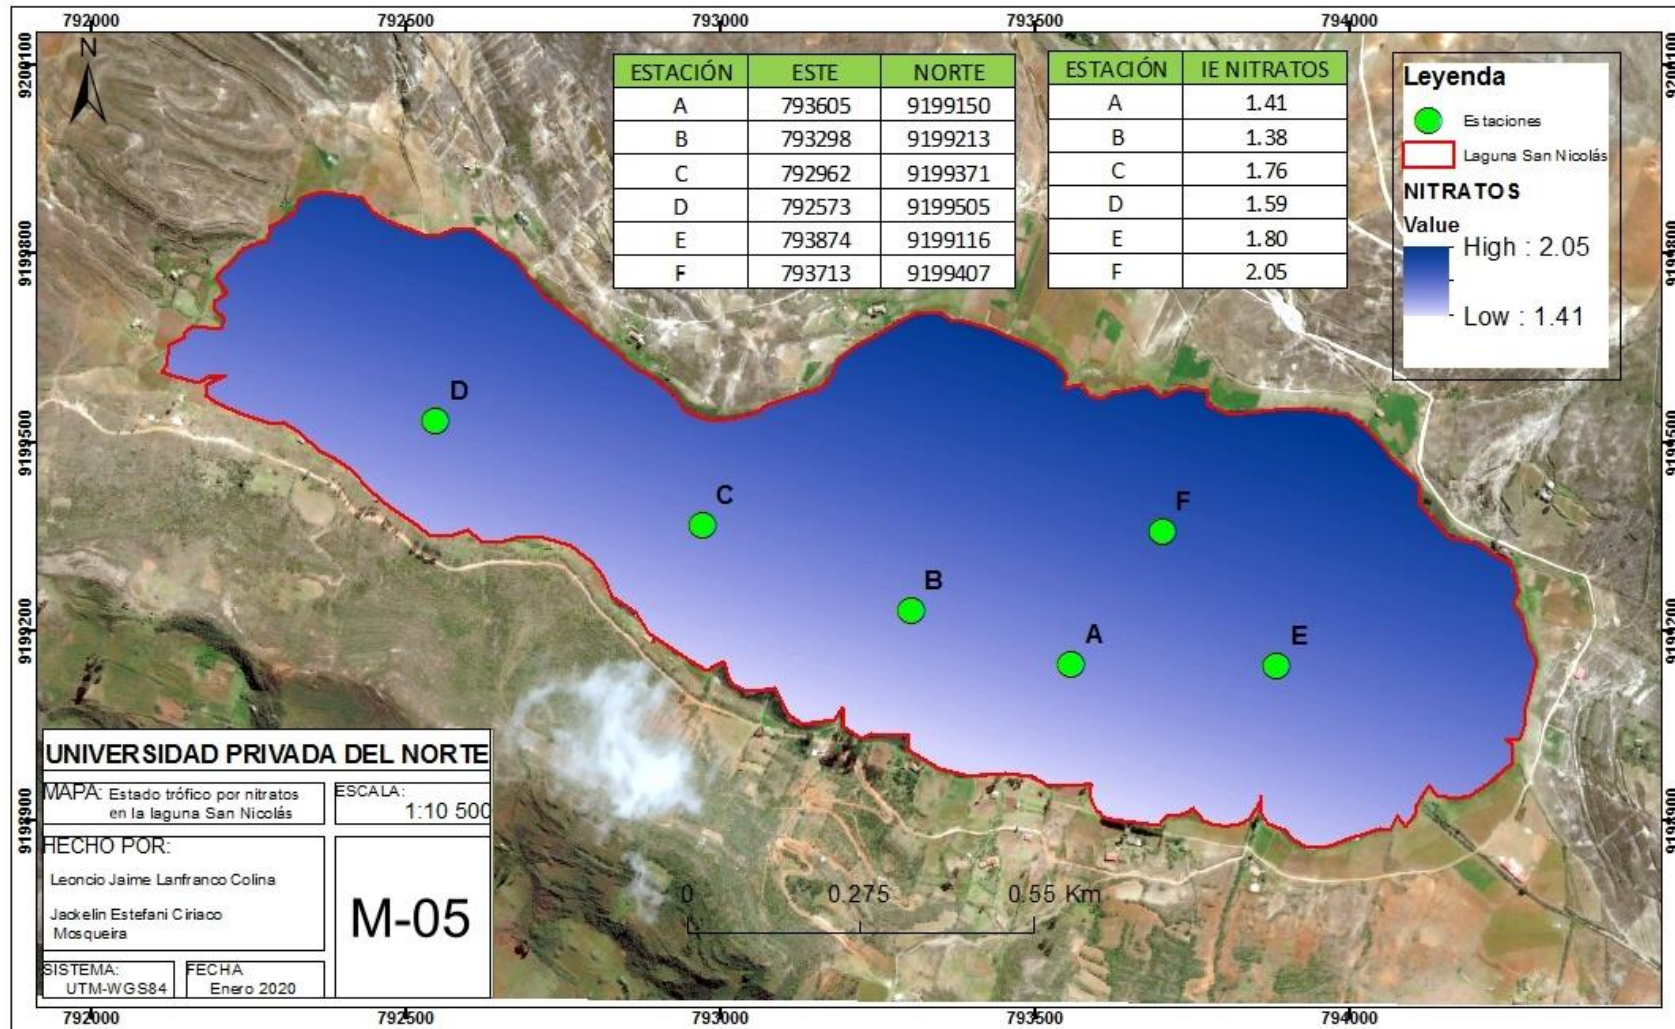 792000 792500 793000 793500 794000
9200100
9200100
N
ESTACIÓN ESTE NORTE
A 793605 9199150
B 793298 9199213
C 792962 9199371
D 792573 9199505
E 793874 9199116
F 793713 9199407
ESTACIÓN IE NITRATOS
A 1.41
B 1.38
C 1.76
D 1.59
E 1.80
F 2.05
Leyenda
Estaciones
Laguna San Nicolás
NITRATOS
Value
High : 2.05
Low : 1.41
9199800
9199800
D
9199500
9199500
C
F
B
A
E
9199200
9199200
9198900
9198900
UNIVERSIDAD PRIVADA DEL NORTE
MAPA: Estado trófico por nitratos
en la laguna San Nicolás
ESCALA:
1:10 500
HECHO POR:
Leoncio Jaime Lanfranco Colina
Jackelin Estefani Ciriaco
Mosqueira
M-05
SISTEMA:
UTM-WGS84
FECHA
Enero 2020
0 0.275 0.55 Km
792000 792500 793000 793500 794000